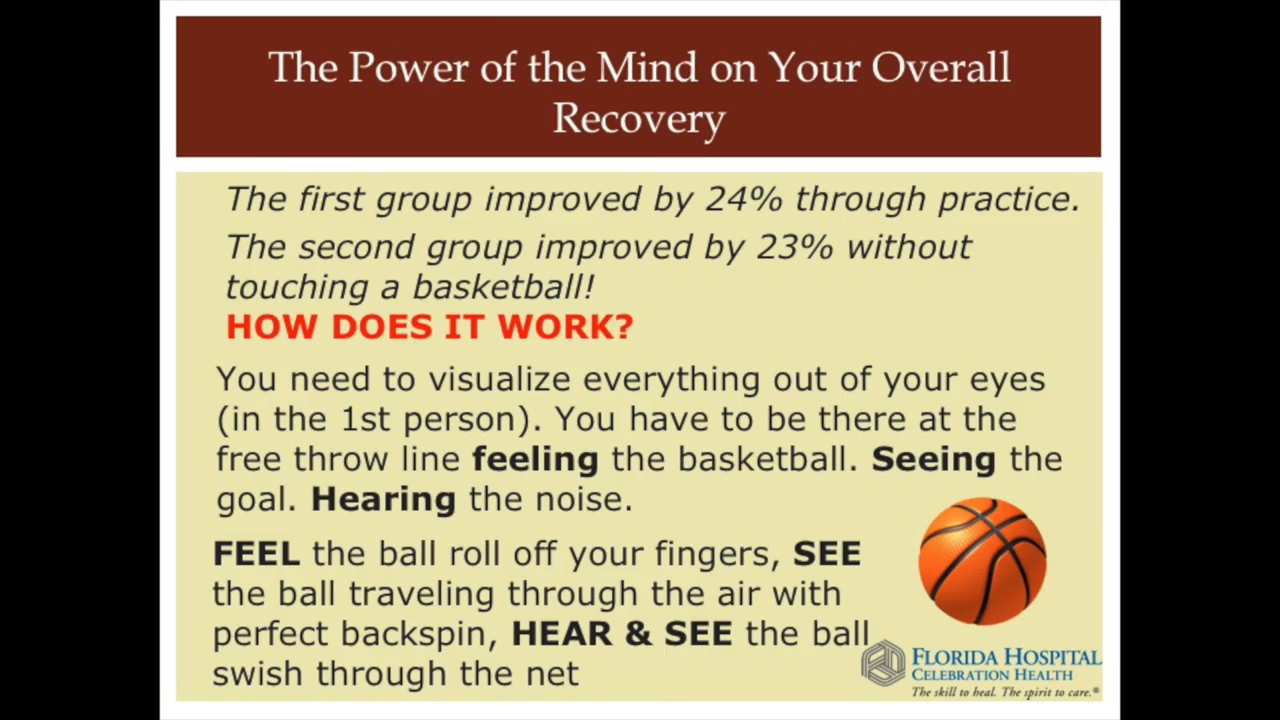 The Power of the Mind on Your Overall
Recovery
The first group improved by 24% through practice.
The second group improved by 23% without
touching a basketball!
HOW DOES IT WORK?
You need to visualize everything out of your eyes
(in the 1st person). You have to be there at the
free throw line feeling the basketball. Seeing the
goal. Hearing the noise.
FEEL the ball roll off your fingers, SEE
the ball traveling through the air with
perfect backspin, HEAR & SEE the ball
swish through the net
FLORIDA HOSPITAL
CELEBRATION HEALTH
The skill to heal. The spirit to care.®